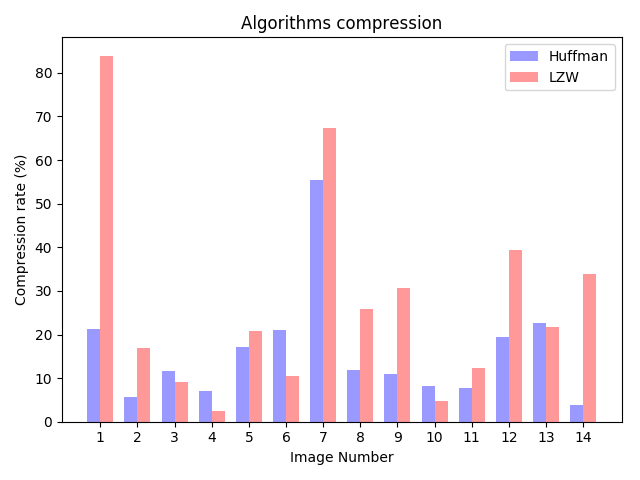 Algorithms compression
Huffman
LZW
Compression rate (%)
80
70
60
50
40
30
20
10
0
1 2 3 4 5 6 7 8 9 10 11 12 13 14
Image Number